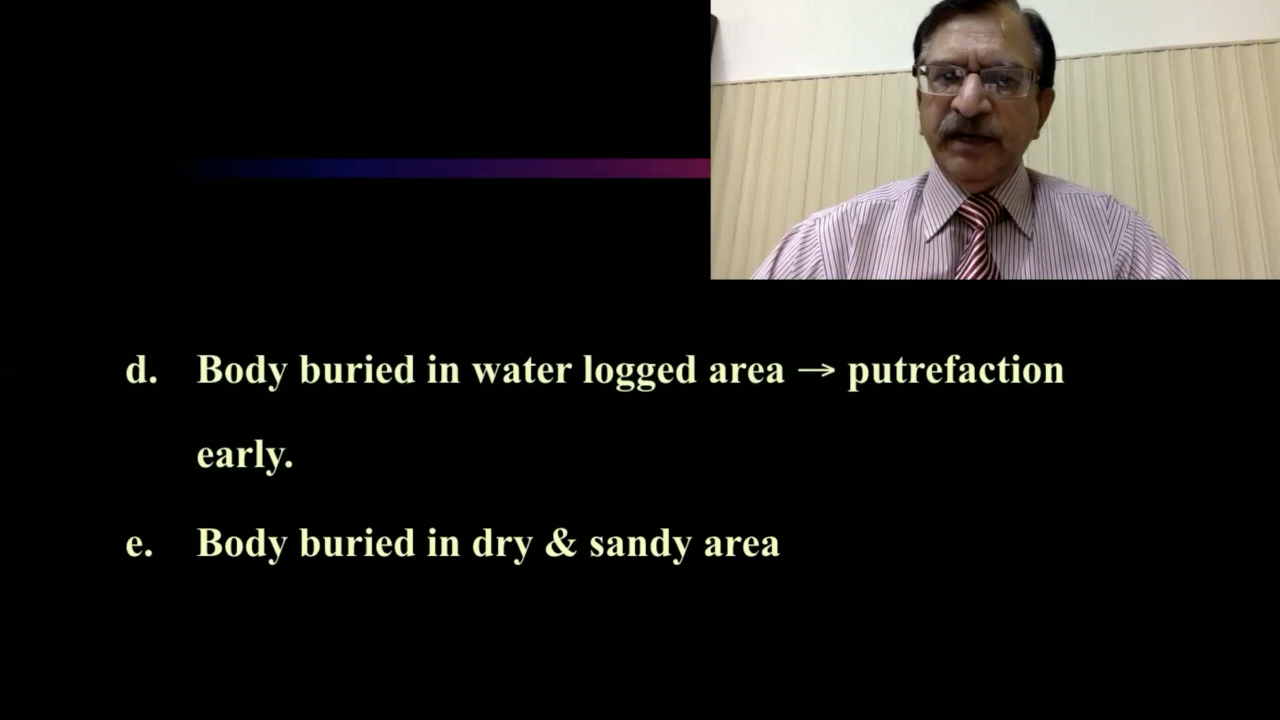 d. Body buried in water logged area → putrefaction
early.
e. Body buried in dry & sandy area